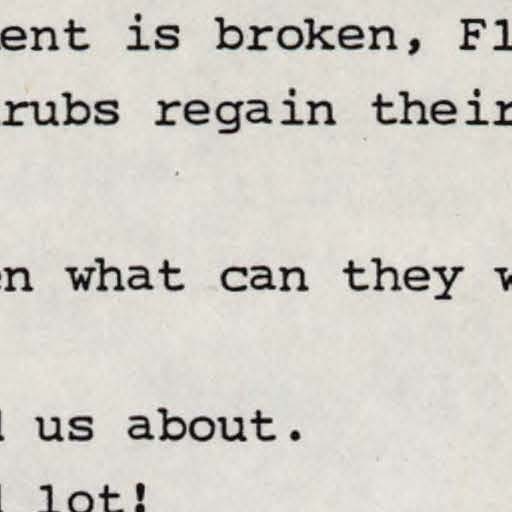 ent is broken, Fl
rubs regain their
en what can they w
us about.
lot!